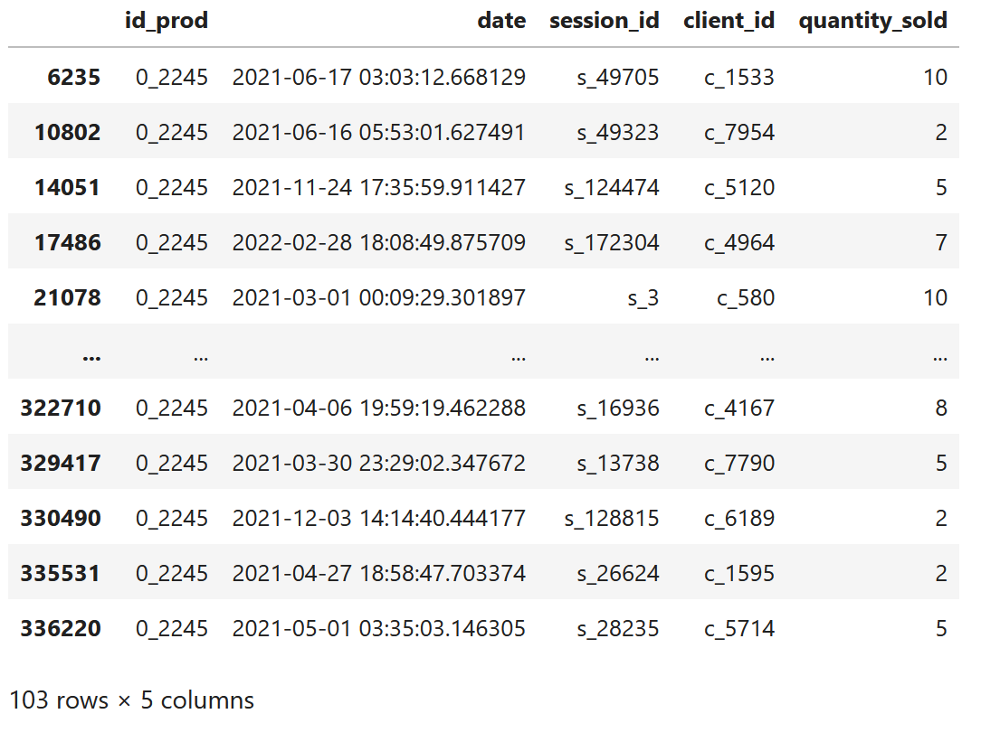 id_prod date session_id client_id quantity_sold
6235 0_2245 2021-06-17 03:03:12.668129 s_49705 c_1533 10
10802 0_2245 2021-06-16 05:53:01.627491 s_49323 c_7954 2
14051 0_2245 2021-11-24 17:35:59.911427 s_124474 c_5120 5
17486 0_2245 2022-02-28 18:08:49.875709 s_172304 c_4964 7
21078 0_2245 2021-03-01 00:09:29.301897 s_3 c_580 10
... ... ... ... ... ...
322710 0_2245 2021-04-06 19:59:19.462288 s_16936 c_4167 8
329417 0_2245 2021-03-30 23:29:02.347672 s_13738 c_7790 5
330490 0_2245 2021-12-03 14:14:40.444177 s_128815 c_6189 2
335531 0_2245 2021-04-27 18:58:47.703374 s_26624 c_1595 2
336220 0_2245 2021-05-01 03:35:03.146305 s_28235 c_5714 5
103 rows × 5 columns